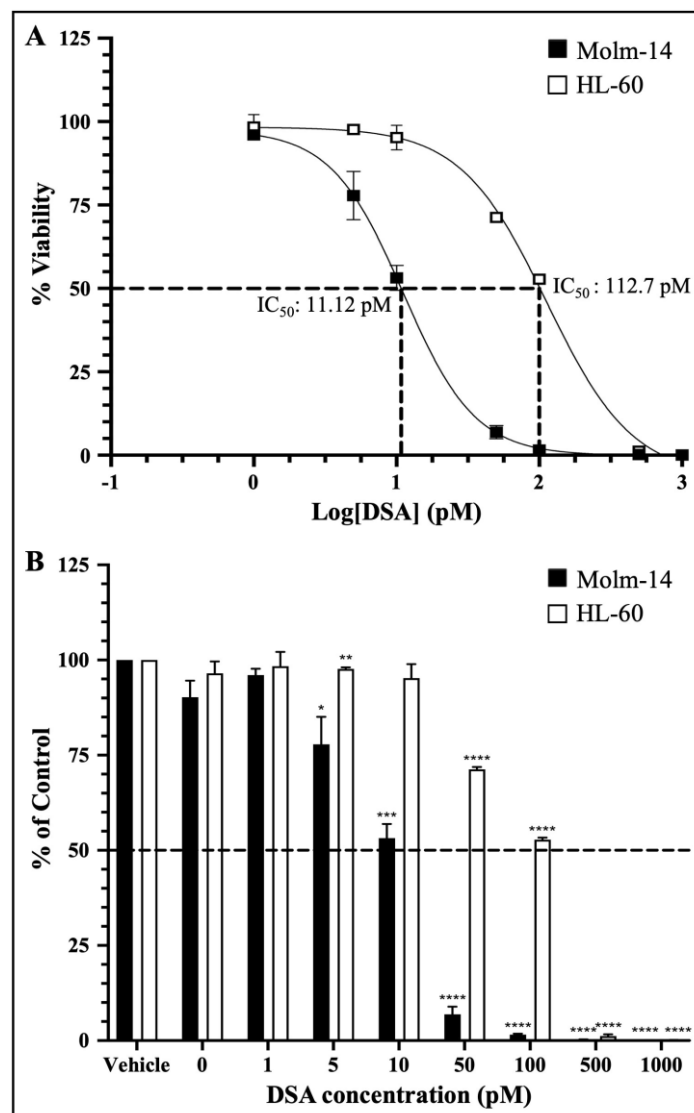 A
Molm-14
HL-60
% Viability
125
100
75
50
25
0
IC50: 11.12 pM
IC50 : 112.7 pM
-1 0 1 2 3
Log[DSA] (pM)
B
Molm-14
HL-60
% of Control
125
100
75
50
25
0
* ** *** **** **** **** **** **** **** **** ****
Vehicle 0 1 5 10 50 100 500 1000
DSA concentration (pM)